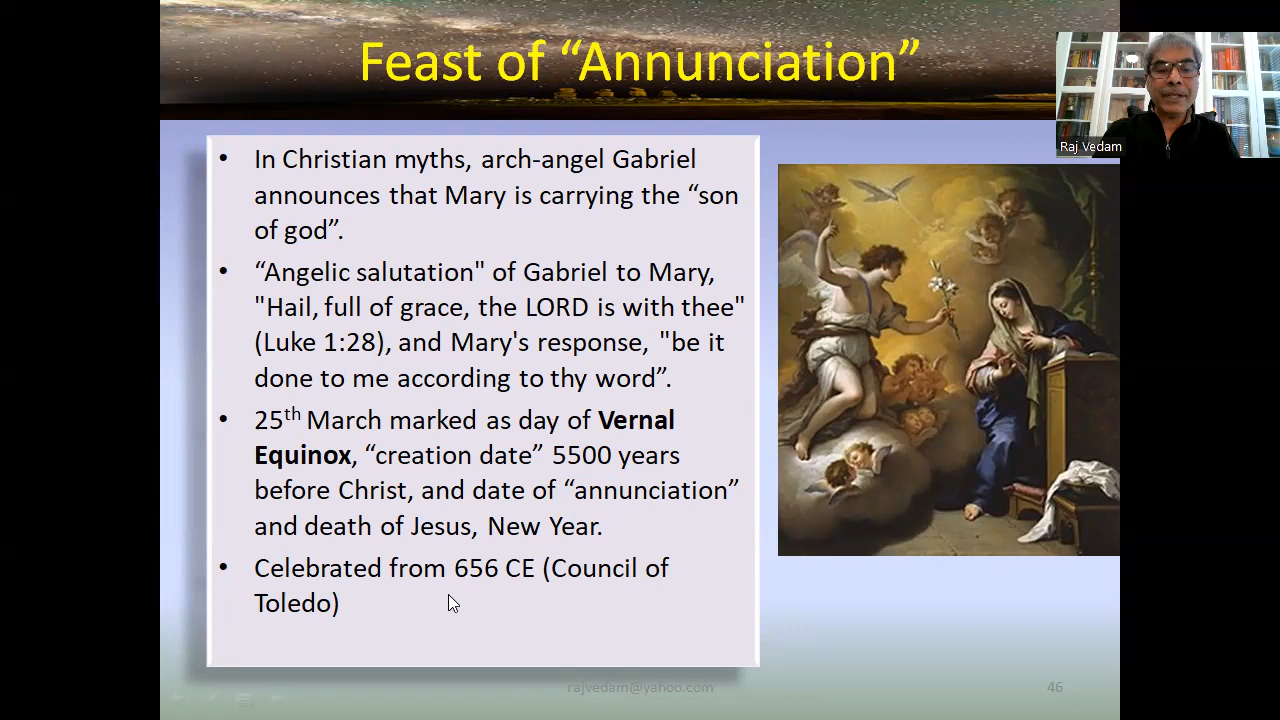 Feast of “Annunciation”
Raj Vedam
• In Christian myths, arch-angel Gabriel
announces that Mary is carrying the “son
of god”.
• “Angelic salutation" of Gabriel to Mary,
"Hail, full of grace, the LORD is with thee"
(Luke 1:28), and Mary's response, "be it
done to me according to thy word”.
• 25th March marked as day of Vernal
Equinox, “creation date” 5500 years
before Christ, and date of “annunciation”
and death of Jesus, New Year.
• Celebrated from 656 CE (Council of
Toledo)
rajvedam@yahoo.com
46